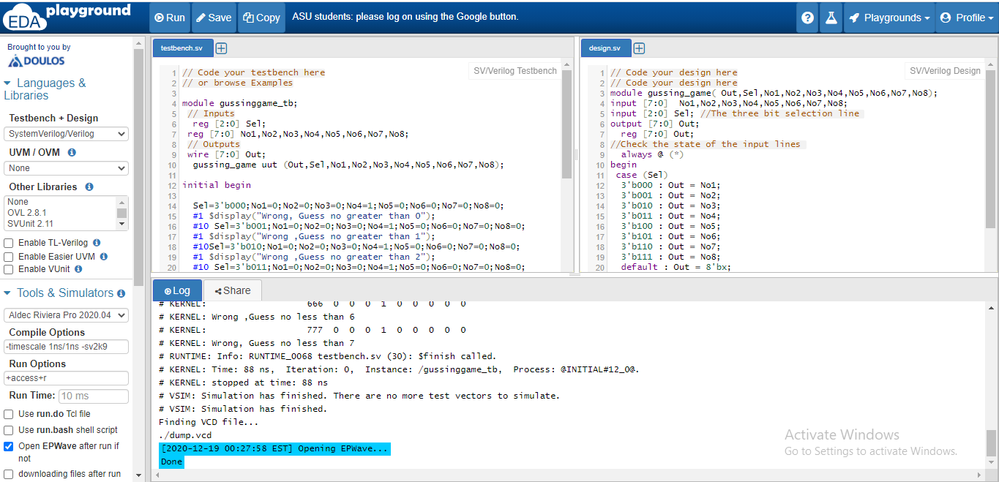 EDA playground
Run
Save
Copy
ASU students: please log on using the Google button.
Playgrounds
Profile
Brought to you by
DOULOS
Languages & Libraries
Testbench + Design
SystemVerilog/Verilog
UVM / OVM
None
Other Libraries
None
OVL 2.8.1
SVUnit 2.11
Enable TL-Verilog
Enable Easier UVM
Enable VUnit
Tools & Simulators
Aldec Riviera Pro 2020.04
Compile Options
-timescale 1ns/1ns -sv2k9
Run Options
+access+r
Run Time: 10 ms
Use run.do Tcl file
Use run.bash shell script
Open EPWave after run if not
downloading files after run
testbench.sv
SV/Verilog Testbench
1 // Code your testbench here
2 // or browse Examples
3
4 module gussinggame_tb;
5 // Inputs
6 reg [2:0] Sel;
7 reg [7:0] No1,No2,No3,No4,No5,No6,No7,No8;
8 // Outputs
9 wire [7:0] Out;
10 gussing_game uut (Out,Sel,No1,No2,No3,No4,No5,No6,No7,No8);
11
12 initial begin
13
14 Sel=3'b000;No1=0;No2=0;No3=0;No4=1;No5=0;No6=0;No7=0;No8=0;
15 #1 $display("Wrong, Guess no greater than 0");
16 #10 Sel=3'b001;No1=0;No2=0;No3=0;No4=1;No5=0;No6=0;No7=0;No8=0;
17 #1 $display("Wrong ,Guess no greater than 1");
18 #10Sel=3'b010;No1=0;No2=0;No3=0;No4=1;No5=0;No6=0;No7=0;No8=0;
19 #1 $display("Wrong ,Guess no greater than 2");
20 #10 Sel=3'b011;No1=0;No2=0;No3=0;No4=1;No5=0;No6=0;No7=0;No8=0;
design.sv
SV/Verilog Design
1 // Code your design here
2 // Code your design here
3 module gussing_game( Out,Sel,No1,No2,No3,No4,No5,No6,No7,No8);
4 input [7:0] No1,No2,No3,No4,No5,No6,No7,No8;
5 input [2:0] Sel; //The three bit selection line
6 output [7:0] Out;
7 reg [7:0] Out;
8 //Check the state of the input lines
9 always @ (*)
10 begin
11 case (Sel)
12 3'b000 : Out = No1;
13 3'b001 : Out = No2;
14 3'b010 : Out = No3;
15 3'b011 : Out = No4;
16 3'b100 : Out = No5;
17 3'b101 : Out = No6;
18 3'b110 : Out = No7;
19 3'b111 : Out = No8;
20 default : Out = 8'bx;
Log
Share
# KERNEL: 666 0 0 0 1 0 0 0 0 0
# KERNEL: Wrong ,Guess no less than 6
# KERNEL: 777 0 0 0 1 0 0 0 0 0
# KERNEL: Wrong, Guess no less than 7
# RUNTIME: Info: RUNTIME_0068 testbench.sv (30): $finish called.
# KERNEL: Time: 88 ns, Iteration: 0, Instance: /gussinggame_tb, Process: @INITIAL#12_0@.
# KERNEL: stopped at time: 88 ns
# VSIM: Simulation has finished. There are no more test vectors to simulate.
# VSIM: Simulation has finished.
Finding VCD file...
./dump.vcd
[2020-12-19 00:27:58 EST] Opening EPWave...
Done
Activate Windows
Go to Settings to activate Windows.